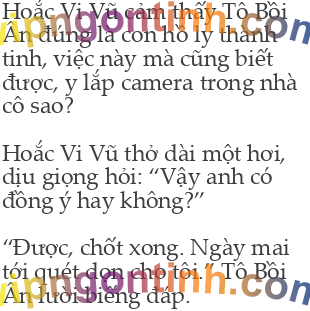 Hoắc Vi Vũ cảm thấy Tô Bồi
Ân đúng là con hồ ly thành
tinh, việc này mà cũng biết
được, y lắp camera trong nhà
cô sao?
Hoắc Vi Vũ thở dài một hơi,
dịu giọng hỏi: “Vậy anh có
đồng ý hay không?”
“Được, chốt xong. Ngày mai
tới quét dọn cho tôi.” Tô Bồi
Ân lười biếng đáp.